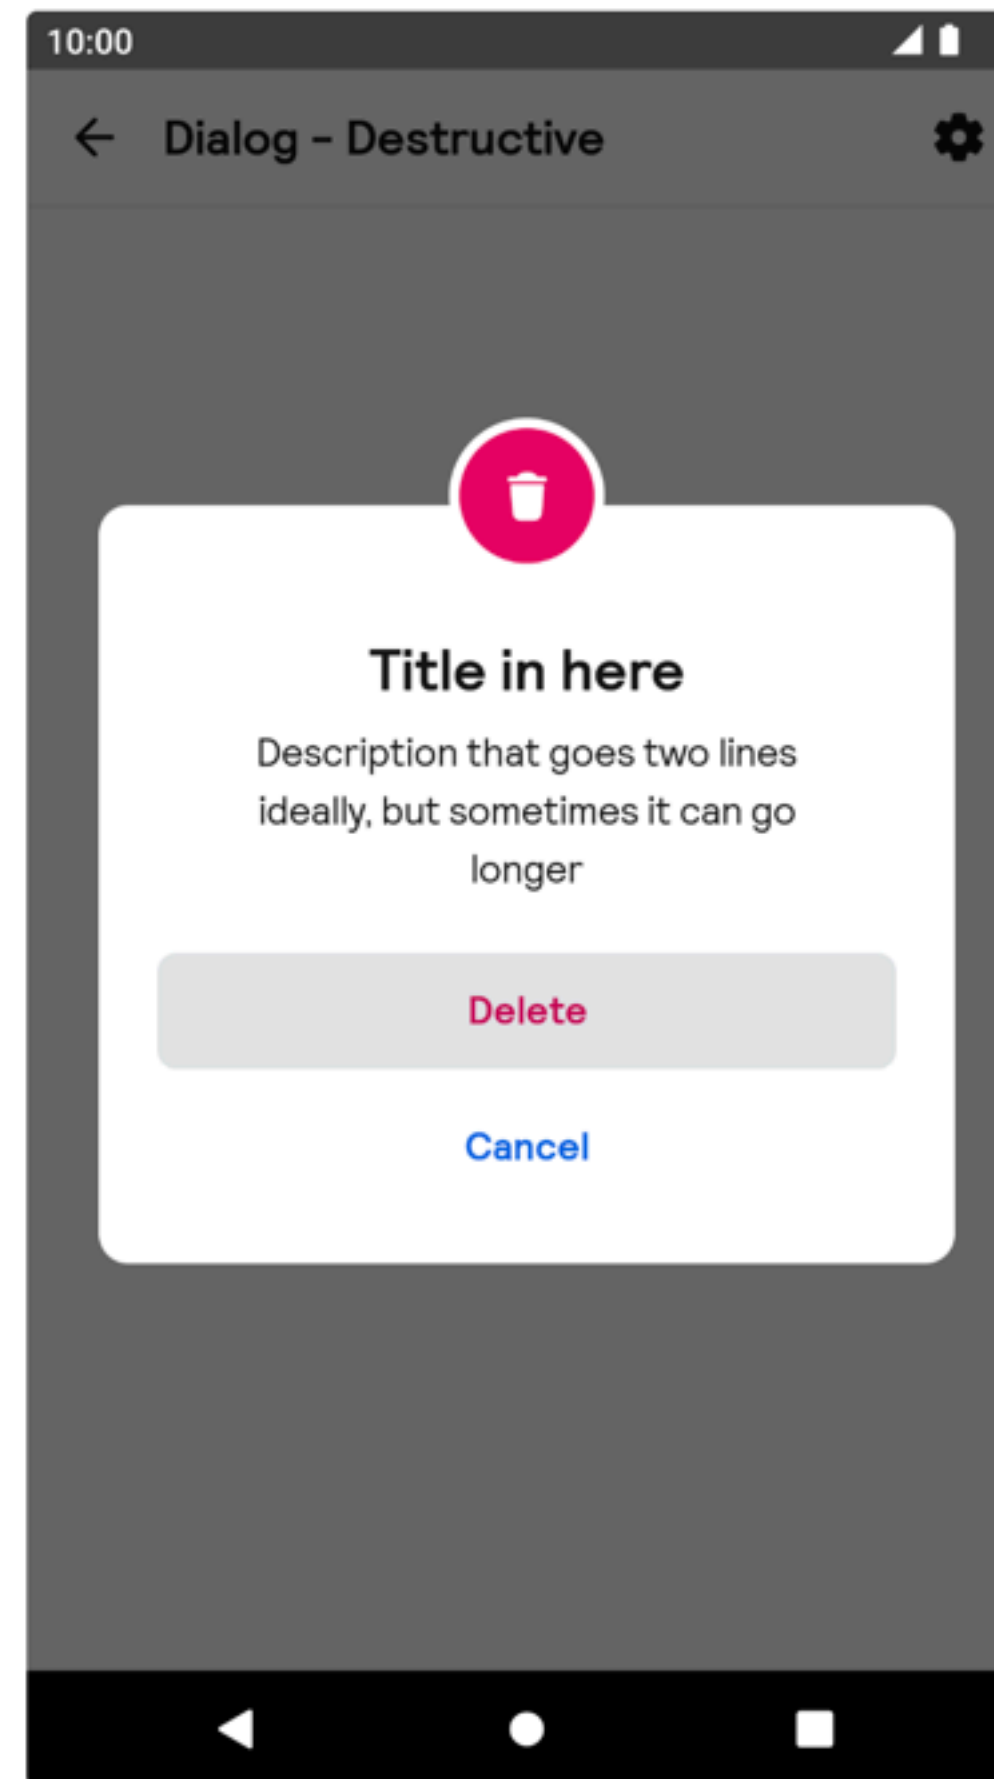 10:00
Dialog - Destructive
Title in here
Description that goes two lines
ideally, but sometimes it can go
longer
Delete
Cancel